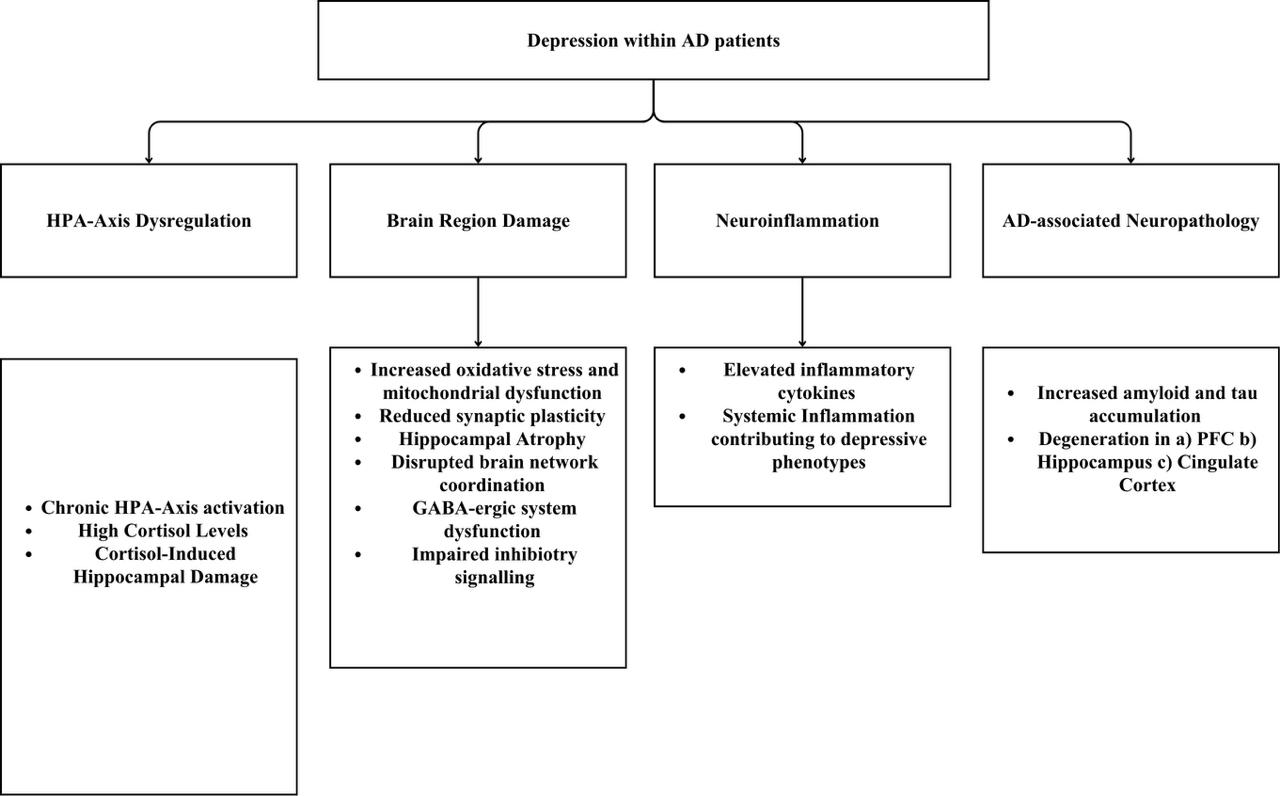 Depression within AD patients
HPA-Axis Dysregulation
Brain Region Damage
Neuroinflammation
AD-associated Neuropathology
• Chronic HPA-Axis activation
• High Cortisol Levels
• Cortisol-Induced
Hippocampal Damage
• Increased oxidative stress and
mitochondrial dysfunction
• Reduced synaptic plasticity
• Hippocampal Atrophy
• Disrupted brain network
coordination
• GABA-ergic system
dysfunction
• Impaired inhibiotry
signalling
• Elevated inflammatory
cytokines
• Systemic Inflammation
contributing to depressive
phenotypes
• Increased amyloid and tau
accumulation
• Degeneration in a) PFC b)
Hippocampus c) Cingulate
Cortex